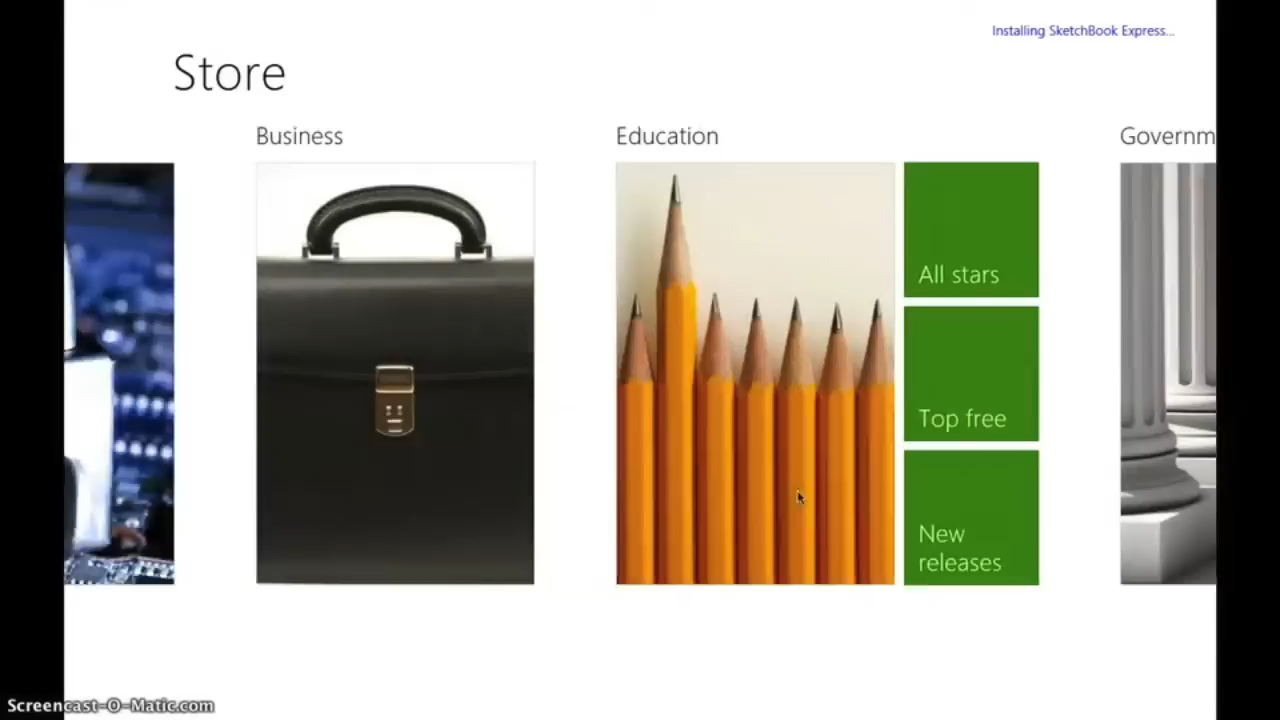 Installing SketchBook Express...
Store
Business
Education
Governm
All stars
Top free
New
releases
Screencast-O-Matic.com